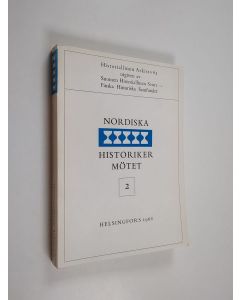 Historiallinen Arkisto 63
utgiven av
Suomen Historiallinen Seura —
Finska Historiska Samfundet
NORDISKA
HISTORIKER
MÖTET
2
HELSINGFORS 1968